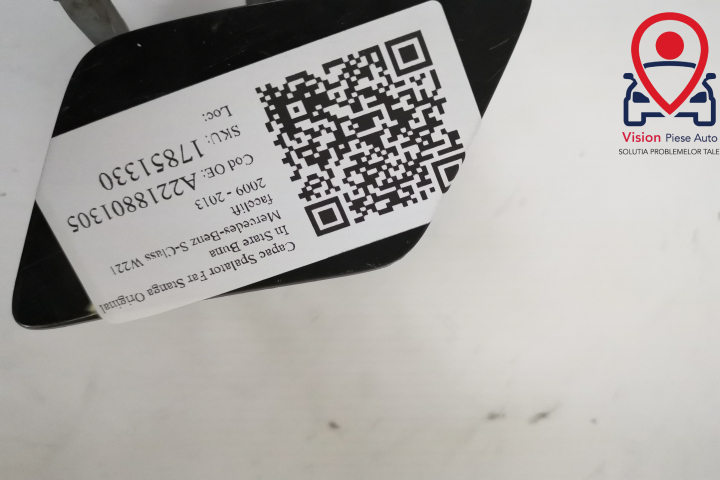 Capac Spalator Far Stanga Original
In Stare Buna
Mercedes-Benz S-Class W221
facelift
2009 - 2013
Cod OE: A2218801305
SKU: 17851330
Loc:
Vision Piese Auto
SOLUTIA PROBLEMELOR TALE